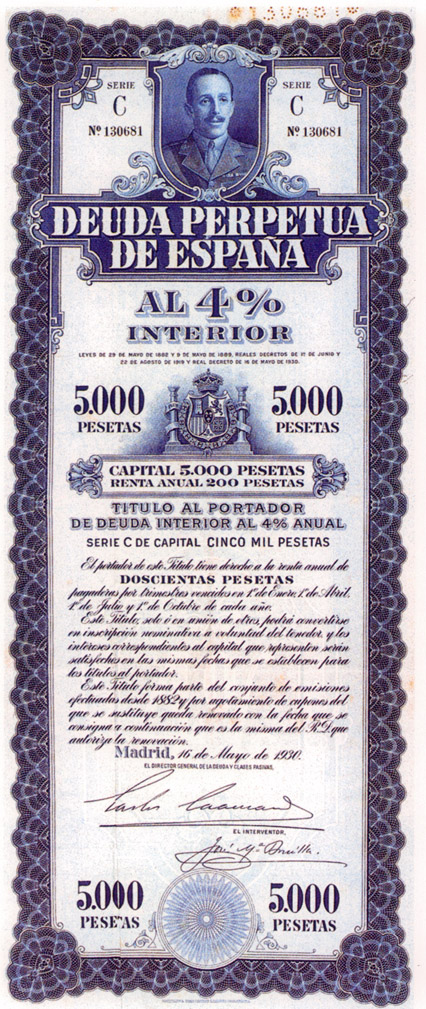 *130681*
SERIE
C
Nº 130681
SERIE
C
Nº 130681
DEUDA PERPETUA
DE ESPAÑA
AL 4%
INTERIOR
LEYES DE 29 DE MAYO DE 1882 Y 9 DE MAYO DE 1888, REALES DECRETOS DE 1º DE JUNIO Y
22 DE AGOSTO DE 1919 Y REAL DECRETO DE 16 DE MAYO DE 1930.
5.000
PESETAS
5.000
PESETAS
CAPITAL 5.000 PESETAS
RENTA ANUAL 200 PESETAS
TITULO AL PORTADOR
DE DEUDA INTERIOR AL 4% ANUAL
SERIE C DE CAPITAL CINCO MIL PESETAS
El portador de este Título tiene derecho a la renta anual de
DOSCIENTAS PESETAS
pagaderas por trimestres vencidos en 1º de Enero, 1º de Abril,
1º de Julio y 1º de Octubre de cada año.
Este Título, solo ó en unión de otros, podrá convertirse
en inscripción nominativa a voluntad del tenedor, y los
intereses correspondientes al capital que representen serán
satisfechos en las mismas fechas que se establecen para
los títulos al portador.
Este Título forma parte del conjunto de emisiones
efectuadas desde 1882 y por agotamiento de cupones del
que se sustituye queda renovado con la fecha que se
consigna a continuación que es la misma del R.D. que
autoriza la renovación.
Madrid, 16 de Mayo de 1930.
EL DIRECTOR GENERAL DE LA DEUDA Y CLASES PASIVAS,
Carlos Caamaño
EL INTERVENTOR,
José Mª
5.000
PESETAS
5.000
PESETAS